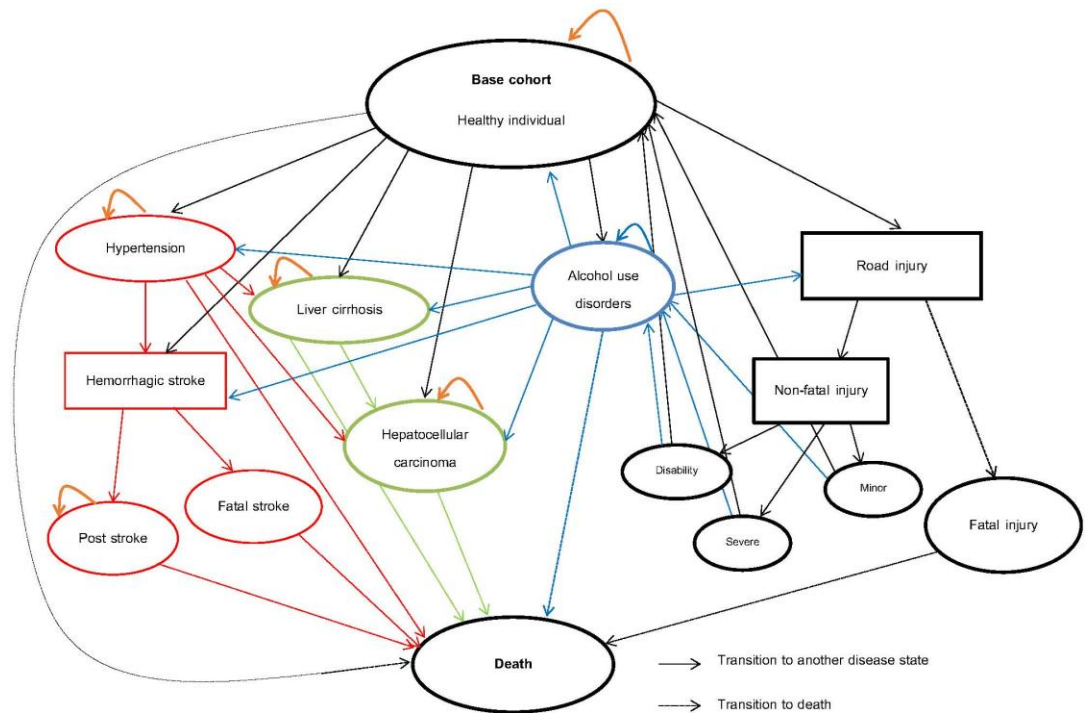 Base cohort
Healthy individual
Hypertension
Alcohol use
disorders
Road injury
Liver cirrhosis
Hemorrhagic stroke
Non-fatal injury
Hepatocellular
carcinoma
Disability
Minor
Fatal stroke
Fatal injury
Post stroke
Severe
Death
Transition to another disease state
Transition to death